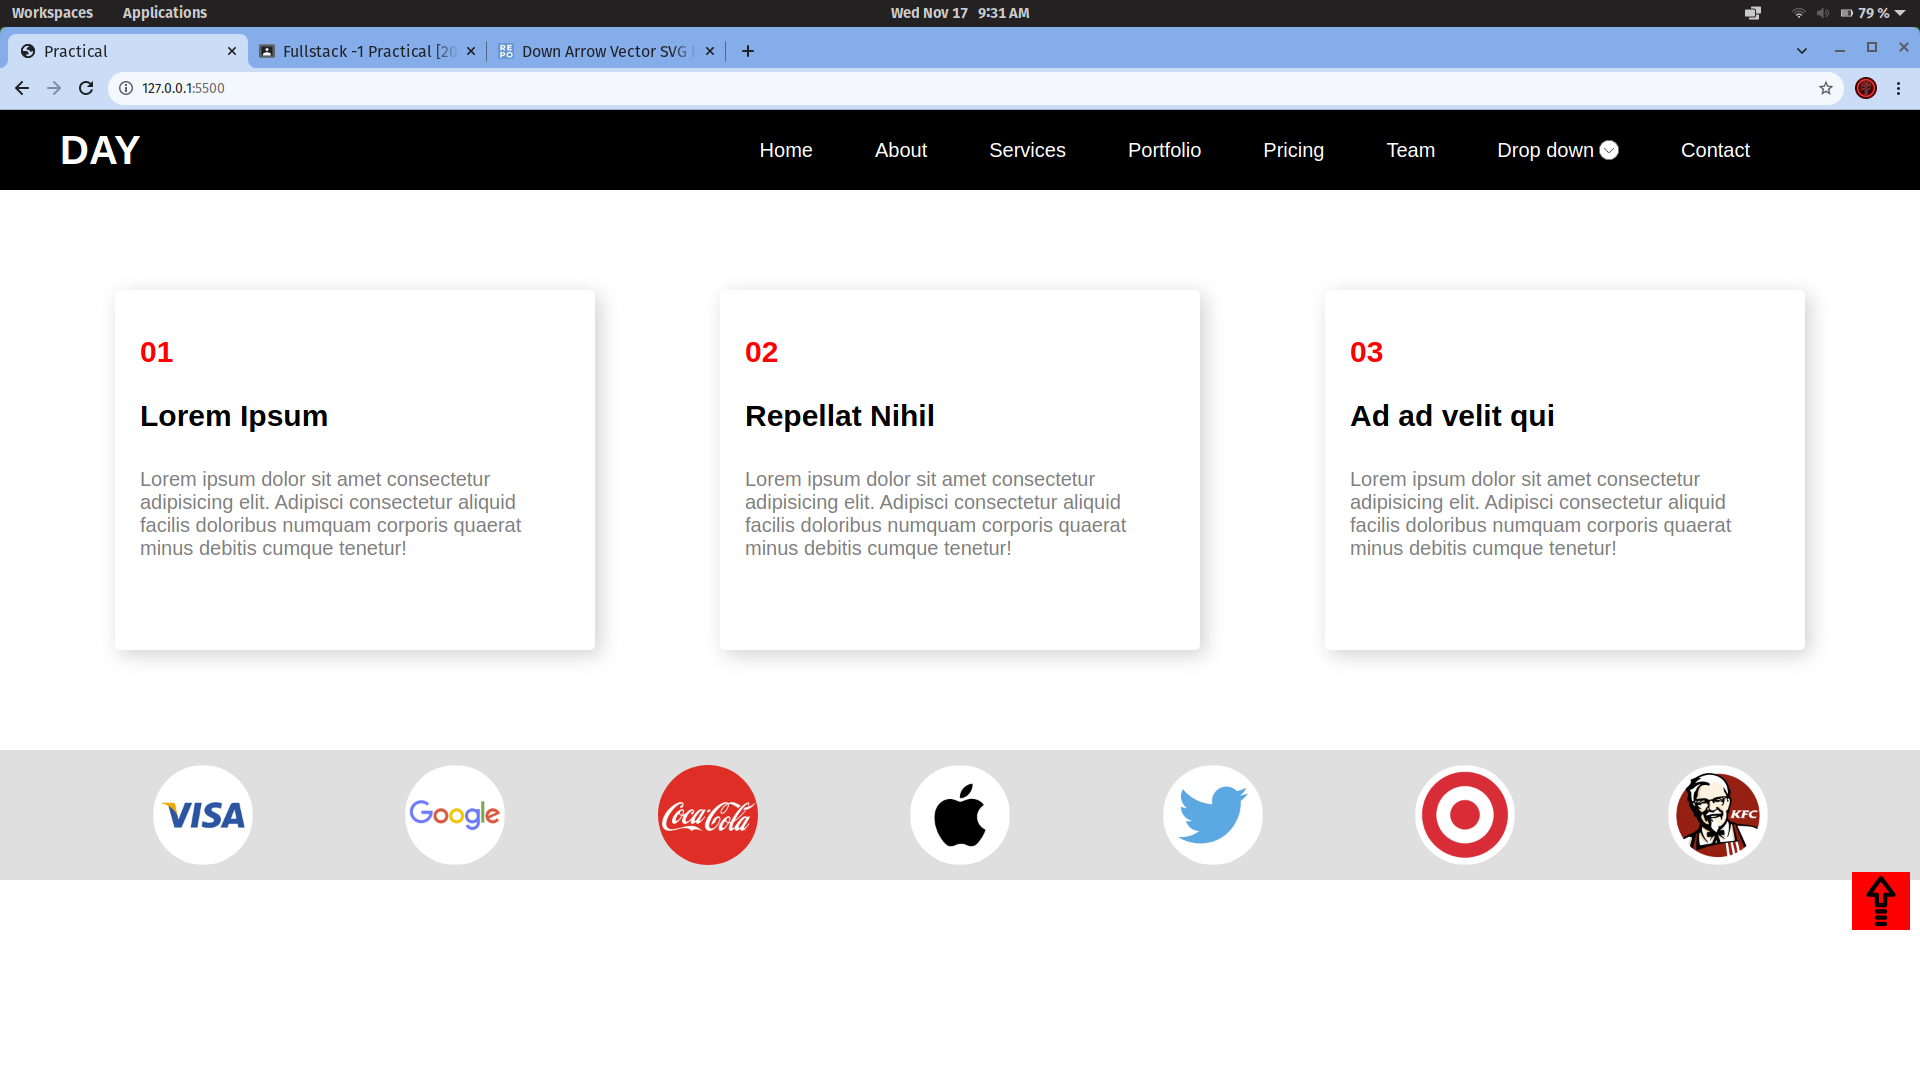 Workspaces Applications Wed Nov 17 9:31 AM 79 %
Practical Fullstack -1 Practical [20 Down Arrow Vector SVG
127.0.0.1:5500
DAY Home About Services Portfolio Pricing Team Drop down Contact
01
Lorem Ipsum
Lorem ipsum dolor sit amet consectetur
adipisicing elit. Adipisci consectetur aliquid
facilis doloribus numquam corporis quaerat
minus debitis cumque tenetur!
02
Repellat Nihil
Lorem ipsum dolor sit amet consectetur
adipisicing elit. Adipisci consectetur aliquid
facilis doloribus numquam corporis quaerat
minus debitis cumque tenetur!
03
Ad ad velit qui
Lorem ipsum dolor sit amet consectetur
adipisicing elit. Adipisci consectetur aliquid
facilis doloribus numquam corporis quaerat
minus debitis cumque tenetur!
VISA Google Coca-Cola KFC